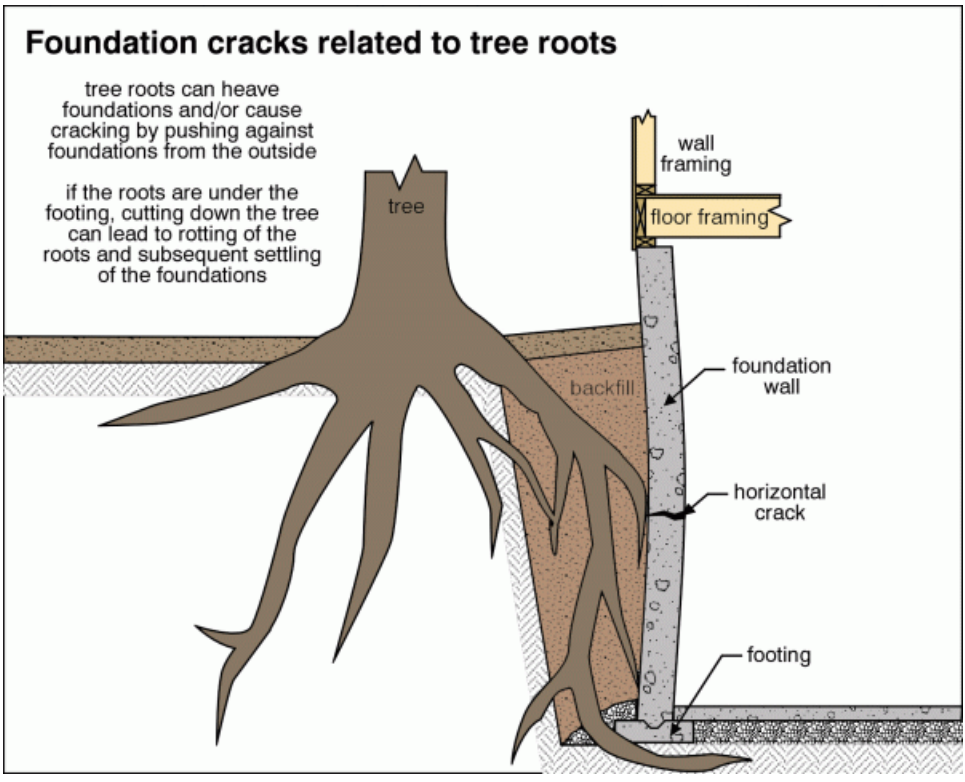 Foundation cracks related to tree roots
tree roots can heave
foundations and/or cause
cracking by pushing against
foundations from the outside
if the roots are under the
footing, cutting down the tree
can lead to rotting of the
roots and subsequent settling
of the foundations
tree
wall
framing
floor framing
backfill
foundation
wall
horizontal
crack
footing